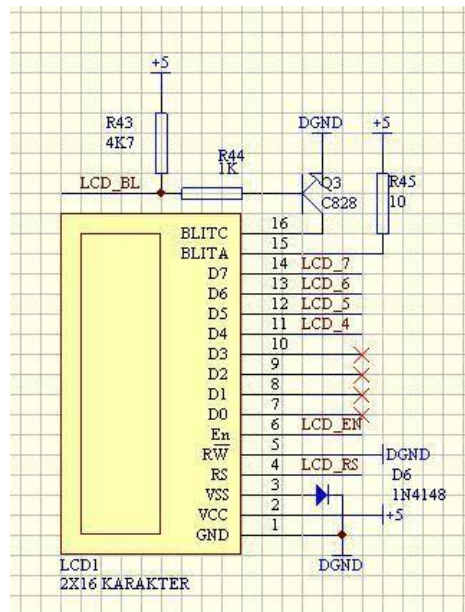 +5
R43
4K7
DGND
+5
R44
1K
LCD_BL
Q3
C828
R45
10
BLITC
16
BLITA
15
D7
14
LCD_7
D6
13
LCD_6
D5
12
LCD_5
D4
11
LCD_4
D3
10
D2
9
D1
8
D0
7
En
6
LCD_EN
RW
5
DGND
RS
4
LCD_RS
D6
1N4148
VSS
3
VCC
2
+5
GND
1
LCD1
2X16 KARAKTER
DGND